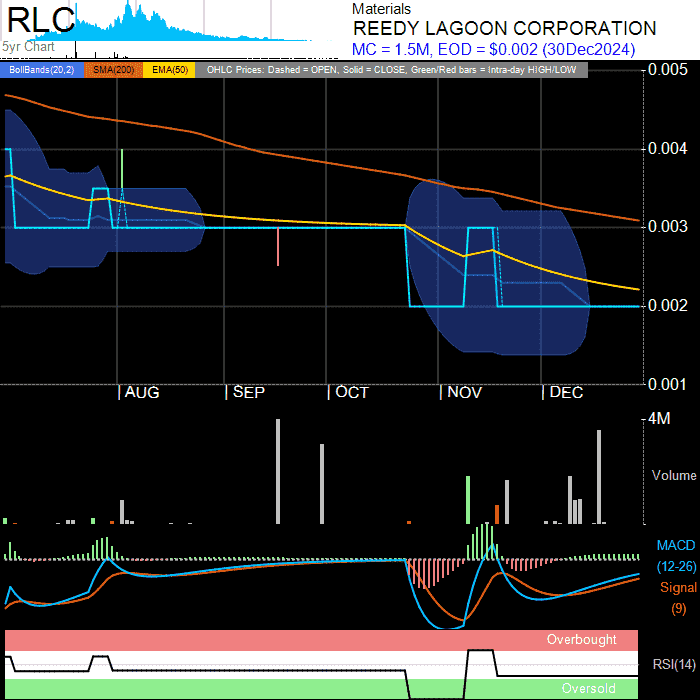 RLC
5yr Chart
Materials
REEDY LAGOON CORPORATION
MC = 1.5M, EOD = $0.002 (30Dec2024)
BollBands(20,2) SMA(200) EMA(50) OHLC Prices: Dashed = OPEN, Solid = CLOSE, Green/Red bars = Intra-day HIGH/LOW
0.005
0.004
0.003
0.002
0.001
| AUG | SEP | OCT | NOV | DEC
4M
Volume
MACD
(12-26)
Signal
(9)
Overbought
RSI(14)
Oversold